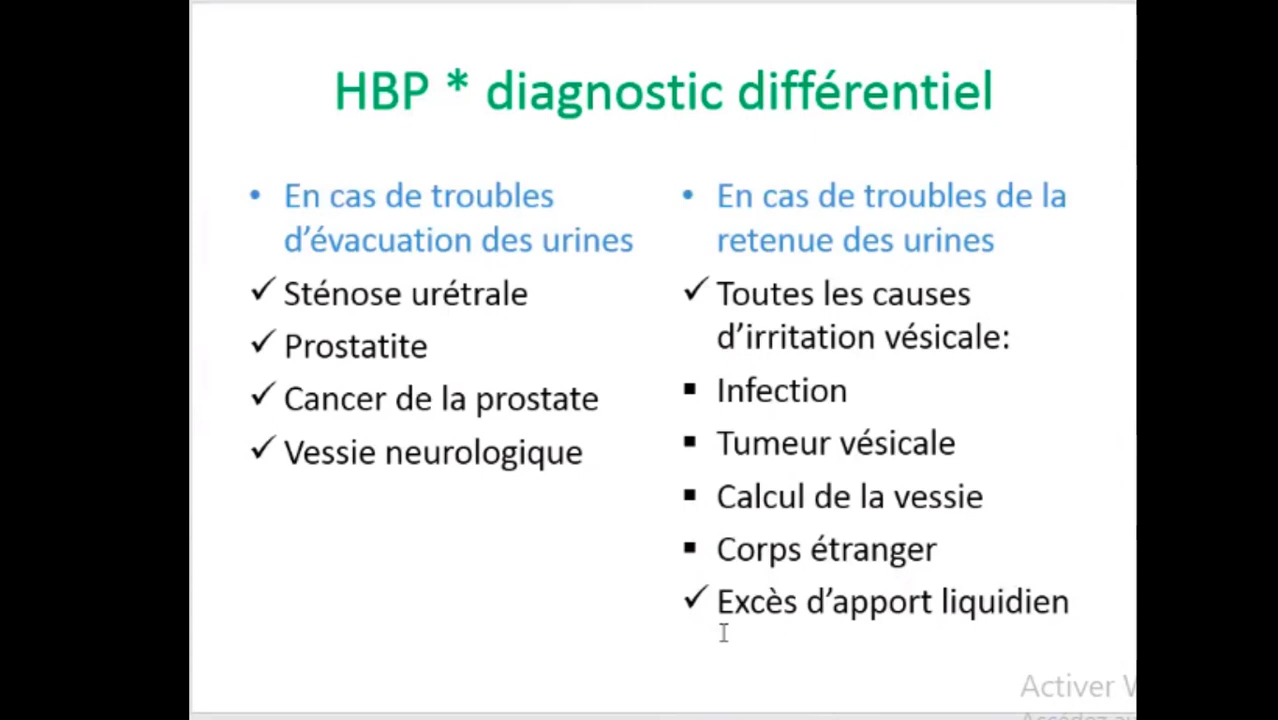 HBP * diagnostic différentiel
• En cas de troubles
d’évacuation des urines
✓ Sténose urétrale
✓ Prostatite
✓ Cancer de la prostate
✓ Vessie neurologique
• En cas de troubles de la
retenue des urines
✓ Toutes les causes
d’irritation vésicale:
▪ Infection
▪ Tumeur vésicale
▪ Calcul de la vessie
▪ Corps étranger
✓ Excès d’apport liquidien
Activer